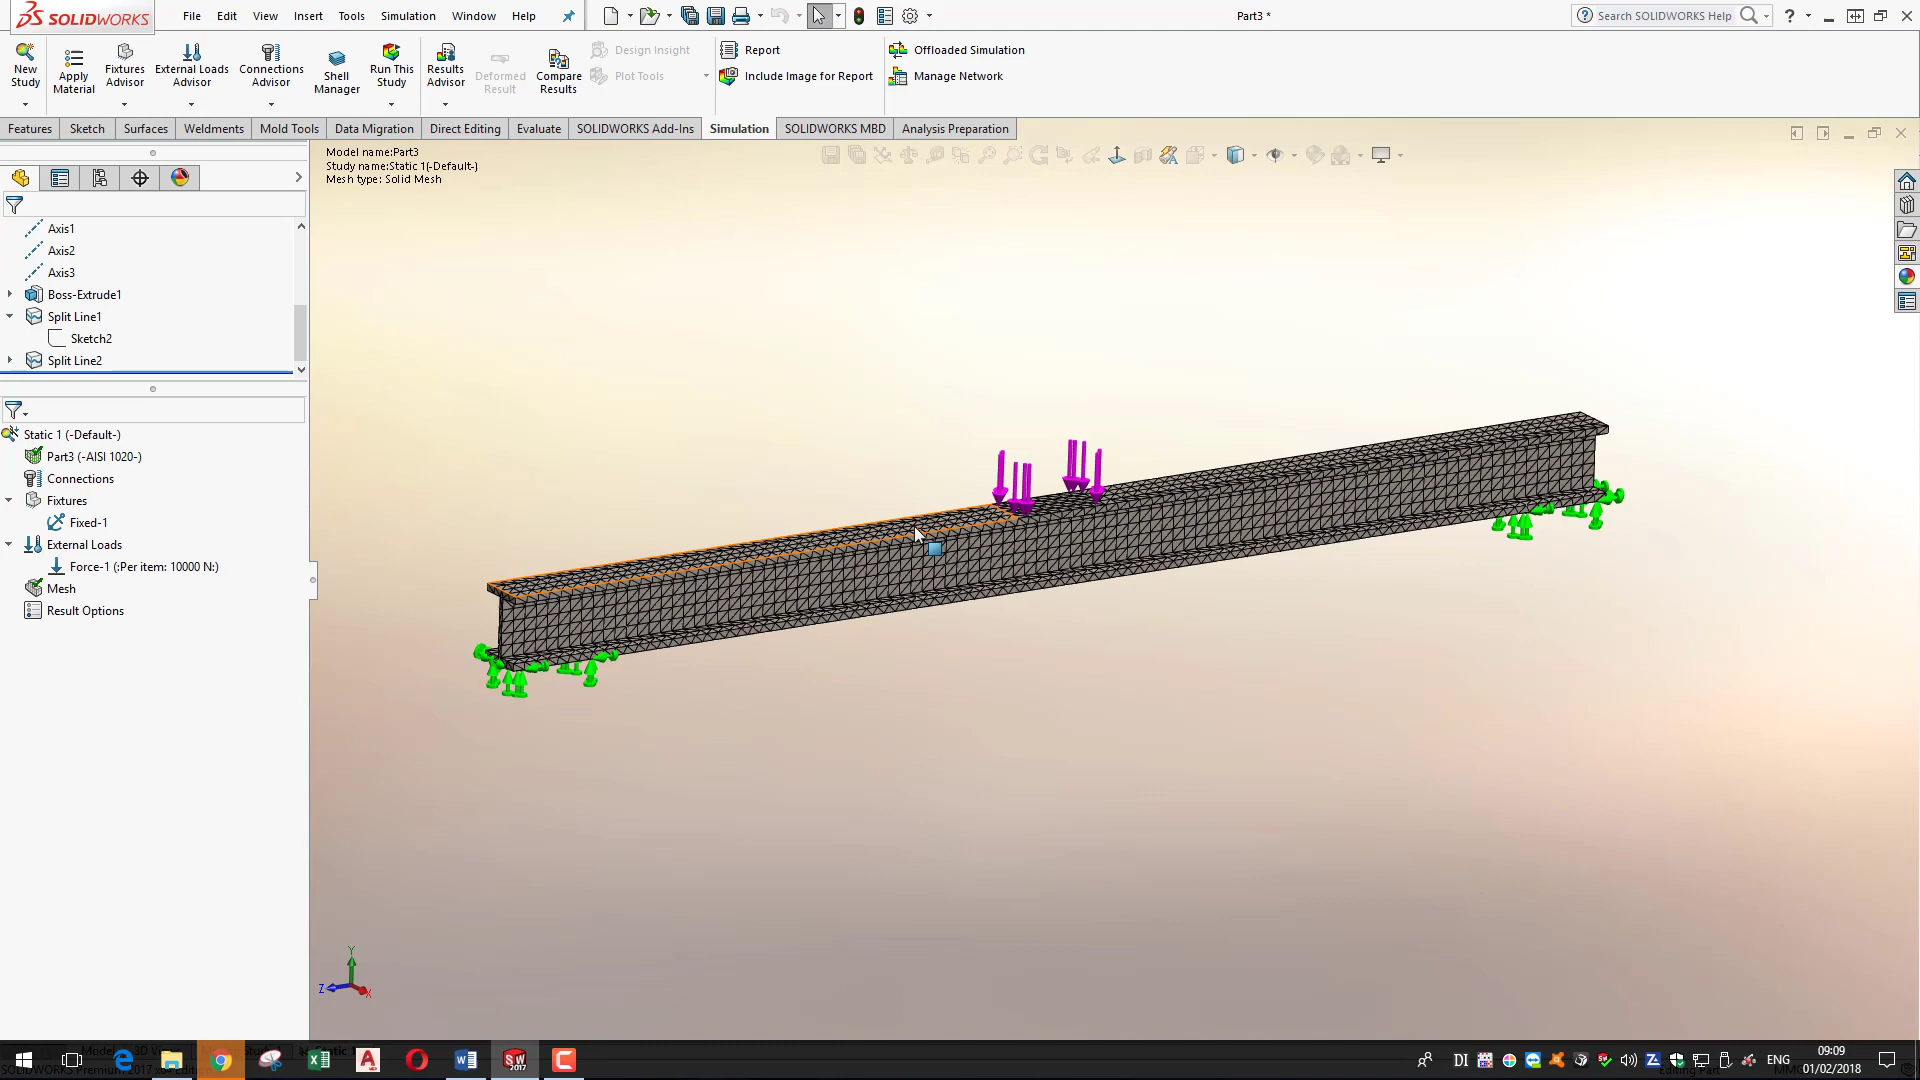 SOLIDWORKS
File Edit View Insert Tools Simulation Window Help
Part3 *
Search SOLIDWORKS Help
New Study
Apply Material
Fixtures Advisor
External Loads Advisor
Connections Advisor
Shell Manager
Run This Study
Results Advisor
Deformed Result
Compare Results
Design Insight
Plot Tools
Report
Include Image for Report
Offloaded Simulation
Manage Network
Features Sketch Surfaces Weldments Mold Tools Data Migration Direct Editing Evaluate SOLIDWORKS Add-Ins Simulation SOLIDWORKS MBD Analysis Preparation
Model name:Part3
Study name:Static 1(-Default-)
Mesh type: Solid Mesh
Axis1
Axis2
Axis3
Boss-Extrude1
Split Line1
Sketch2
Split Line2
Static 1 (-Default-)
Part3 (-AISI 1020-)
Connections
Fixtures
Fixed-1
External Loads
Force-1 (:Per item: 10000 N:)
Mesh
Result Options
Y
Z
X
SW
2017
DI
ENG
09:09
01/02/2018